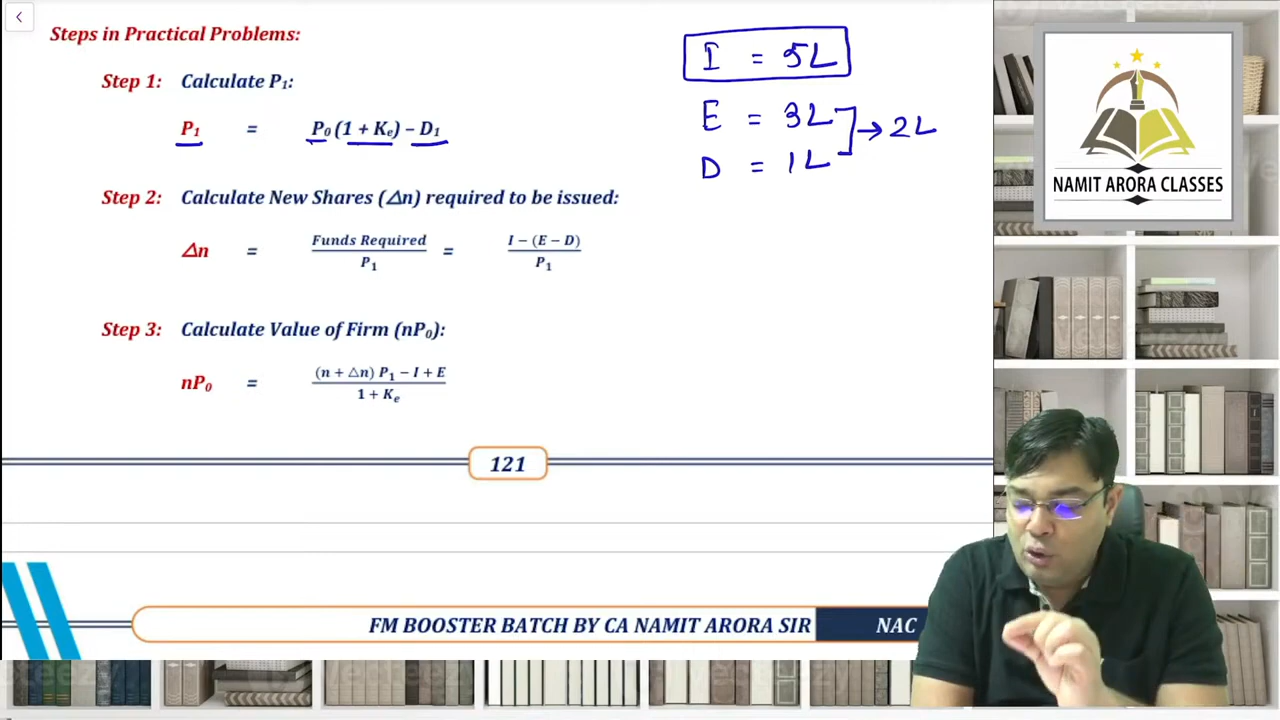 Steps in Practical Problems:
Step 1: Calculate P₁:
P₁ = P₀ (1 + Kₑ) – D₁
Step 2: Calculate New Shares (△n) required to be issued:
△n = Funds Required / P₁ = I – (E – D) / P₁
Step 3: Calculate Value of Firm (nP₀):
nP₀ = (n + △n) P₁ – I + E / 1 + Kₑ
I = 5L
E = 3L
D = 1L
→ 2L
NAMIT ARORA CLASSES
121
FM BOOSTER BATCH BY CA NAMIT ARORA SIR NAC